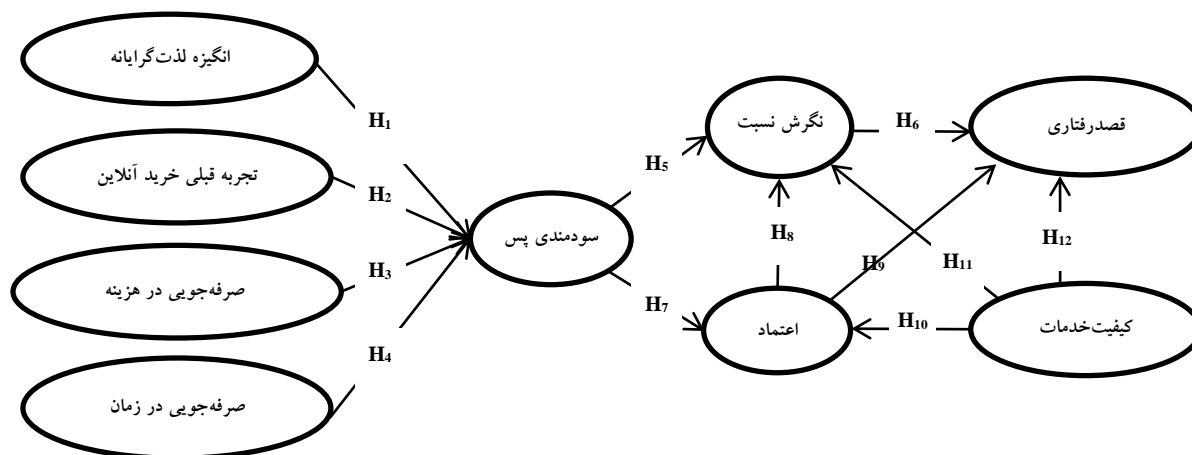 انگیزه لذت‌گرایانه
تجربه قبلی خرید آنلاین
صرفه‌جویی در هزینه
صرفه‌جویی در زمان
H1
H2
H3
H4
سودمندی پس
H5
H7
نگرش نسبت
H8
اعتماد
H6
H9
H11
H10
H12
قصدرفتاری
کیفیت‌خدمات